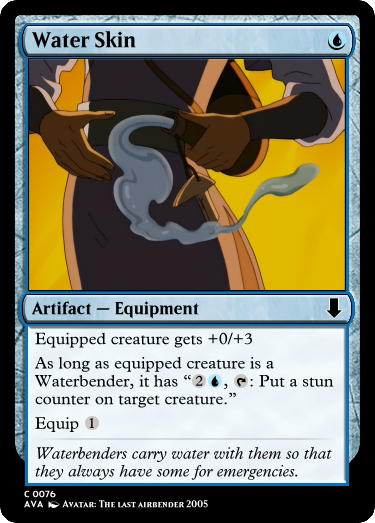 Water Skin
Artifact — Equipment
Equipped creature gets +0/+3
As long as equipped creature is a
Waterbender, it has “2, : Put a stun
counter on target creature.”
Equip 1
Waterbenders carry water with them so that
they always have some for emergencies.
C 0076
AVA Avatar: The last airbender 2005